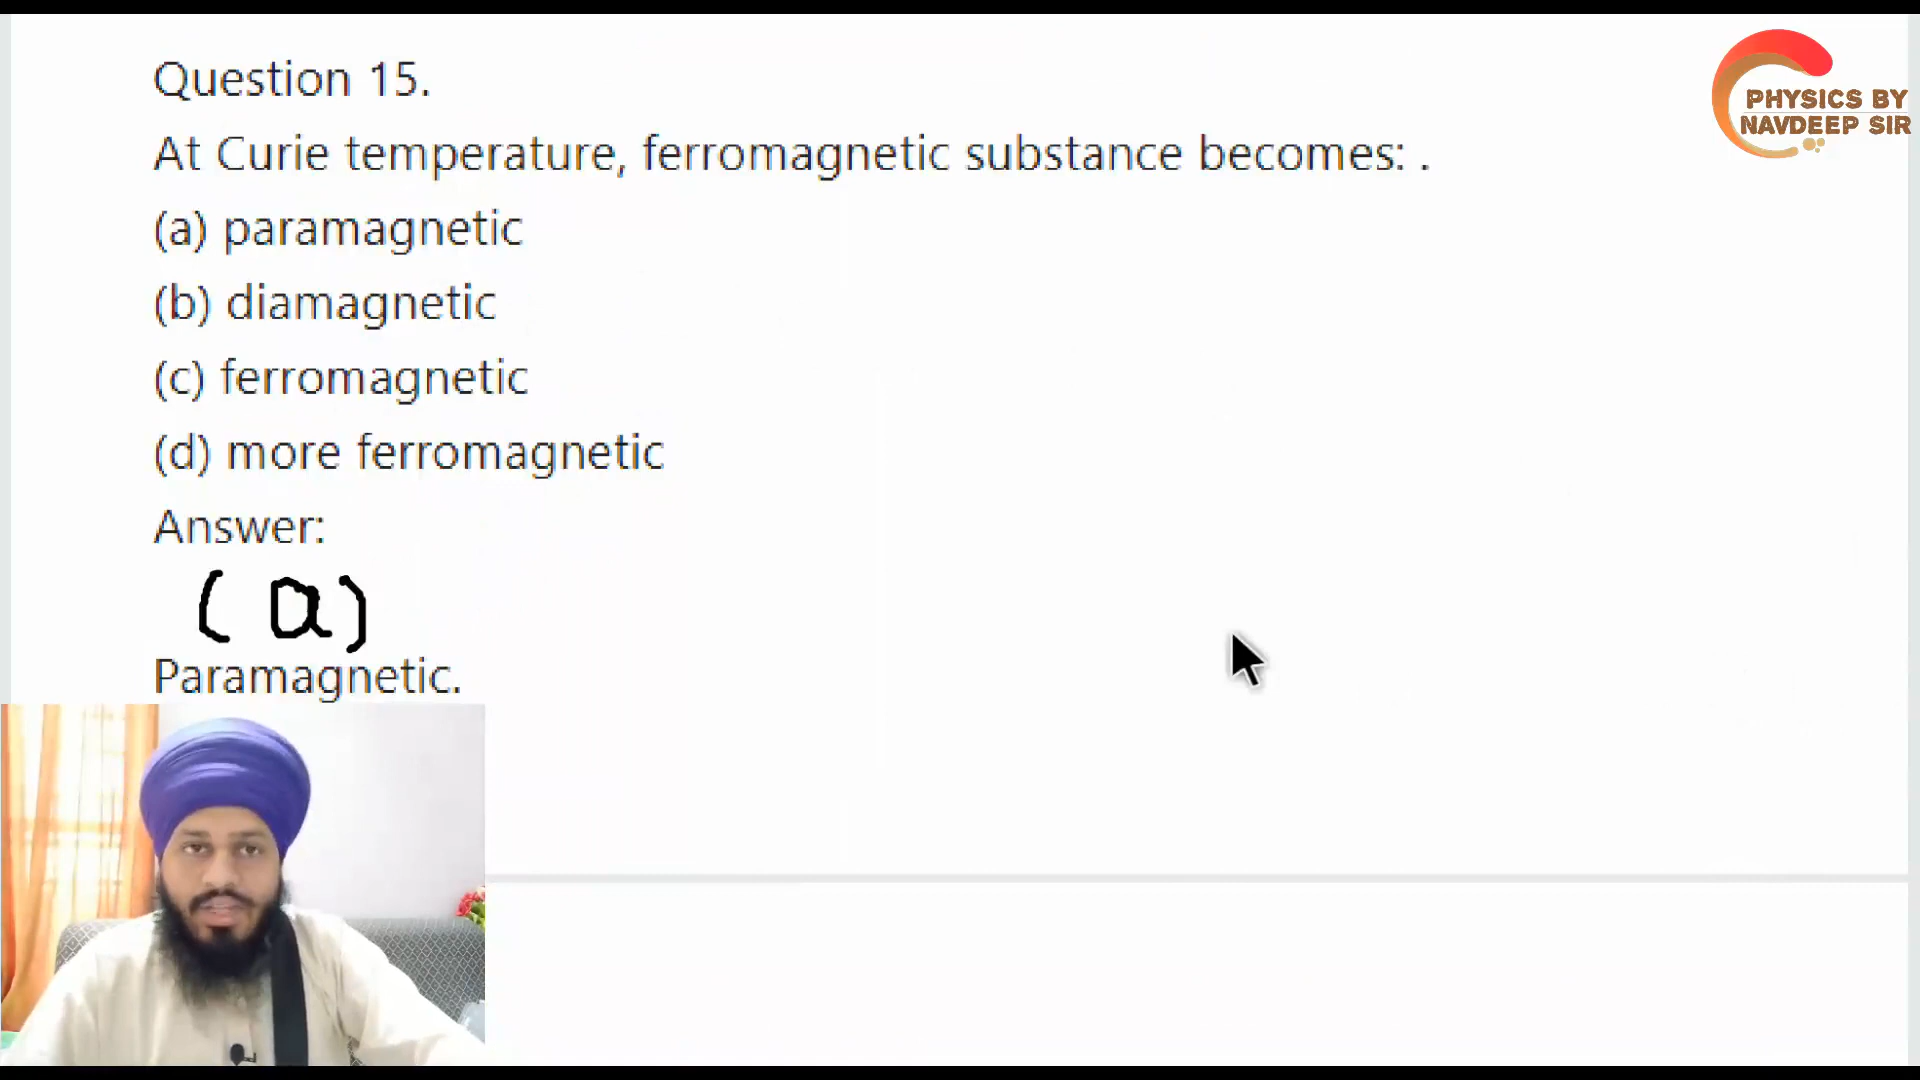 Question 15.
At Curie temperature, ferromagnetic substance becomes: .
(a) paramagnetic
(b) diamagnetic
(c) ferromagnetic
(d) more ferromagnetic
Answer:
(a)
Paramagnetic.
PHYSICS BY
NAVDEEP SIR